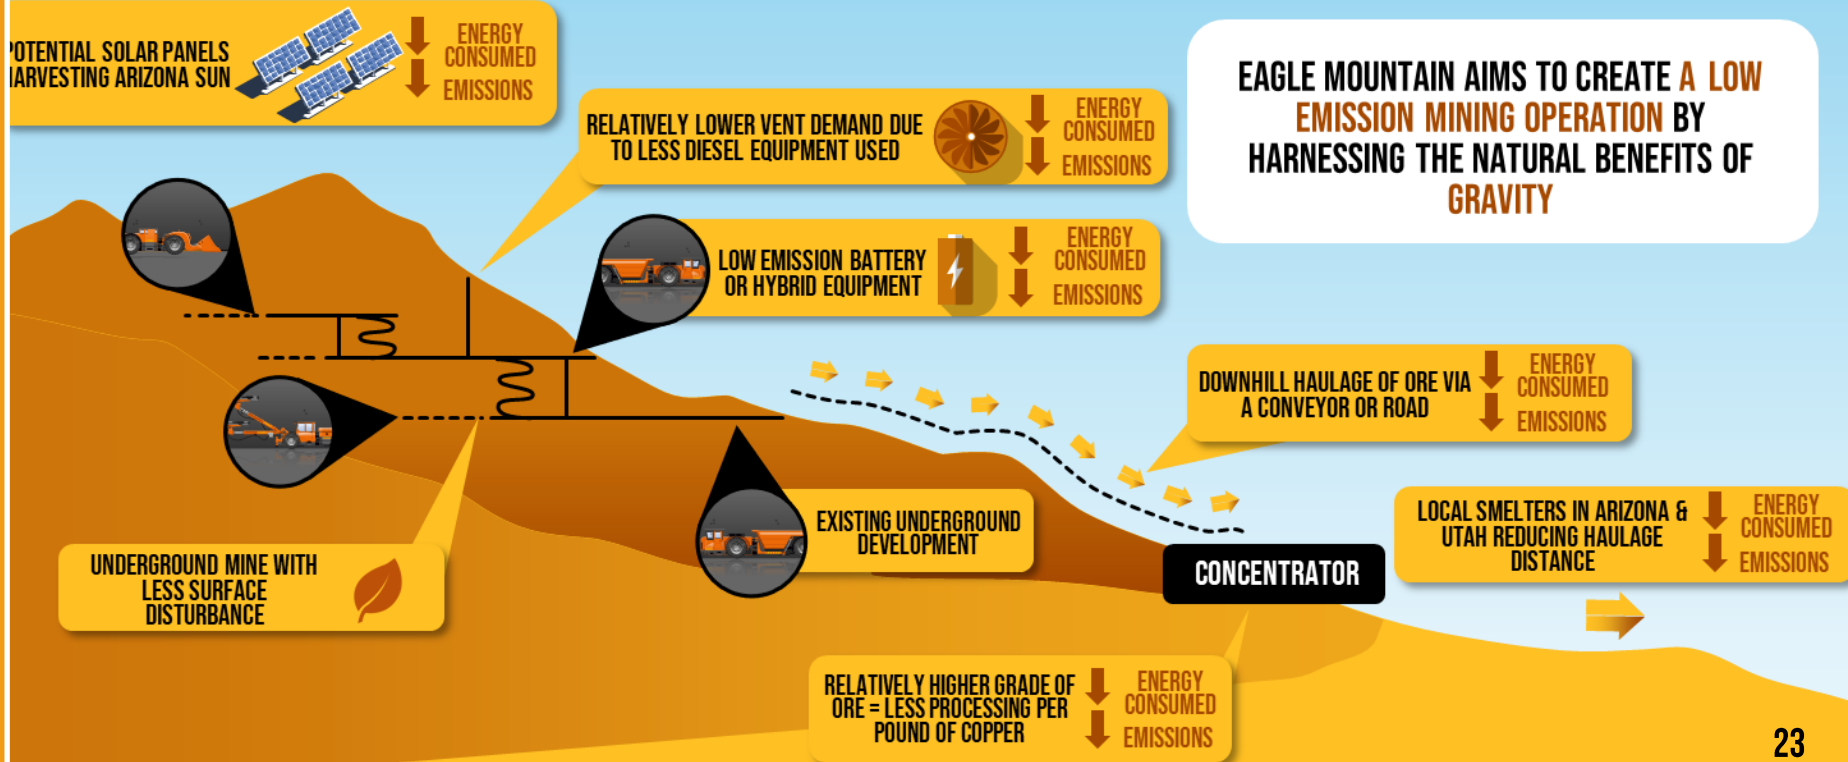 POTENTIAL SOLAR PANELS
HARVESTING ARIZONA SUN
ENERGY
CONSUMED
EMISSIONS
RELATIVELY LOWER VENT DEMAND DUE
TO LESS DIESEL EQUIPMENT USED
ENERGY
CONSUMED
EMISSIONS
EAGLE MOUNTAIN AIMS TO CREATE A LOW
EMISSION MINING OPERATION BY
HARNESSING THE NATURAL BENEFITS OF
GRAVITY
LOW EMISSION BATTERY
OR HYBRID EQUIPMENT
ENERGY
CONSUMED
EMISSIONS
DOWNHILL HAULAGE OF ORE VIA
A CONVEYOR OR ROAD
ENERGY
CONSUMED
EMISSIONS
EXISTING UNDERGROUND
DEVELOPMENT
LOCAL SMELTERS IN ARIZONA &
UTAH REDUCING HAULAGE
DISTANCE
ENERGY
CONSUMED
EMISSIONS
UNDERGROUND MINE WITH
LESS SURFACE
DISTURBANCE
CONCENTRATOR
RELATIVELY HIGHER GRADE OF
ORE = LESS PROCESSING PER
POUND OF COPPER
ENERGY
CONSUMED
EMISSIONS
23